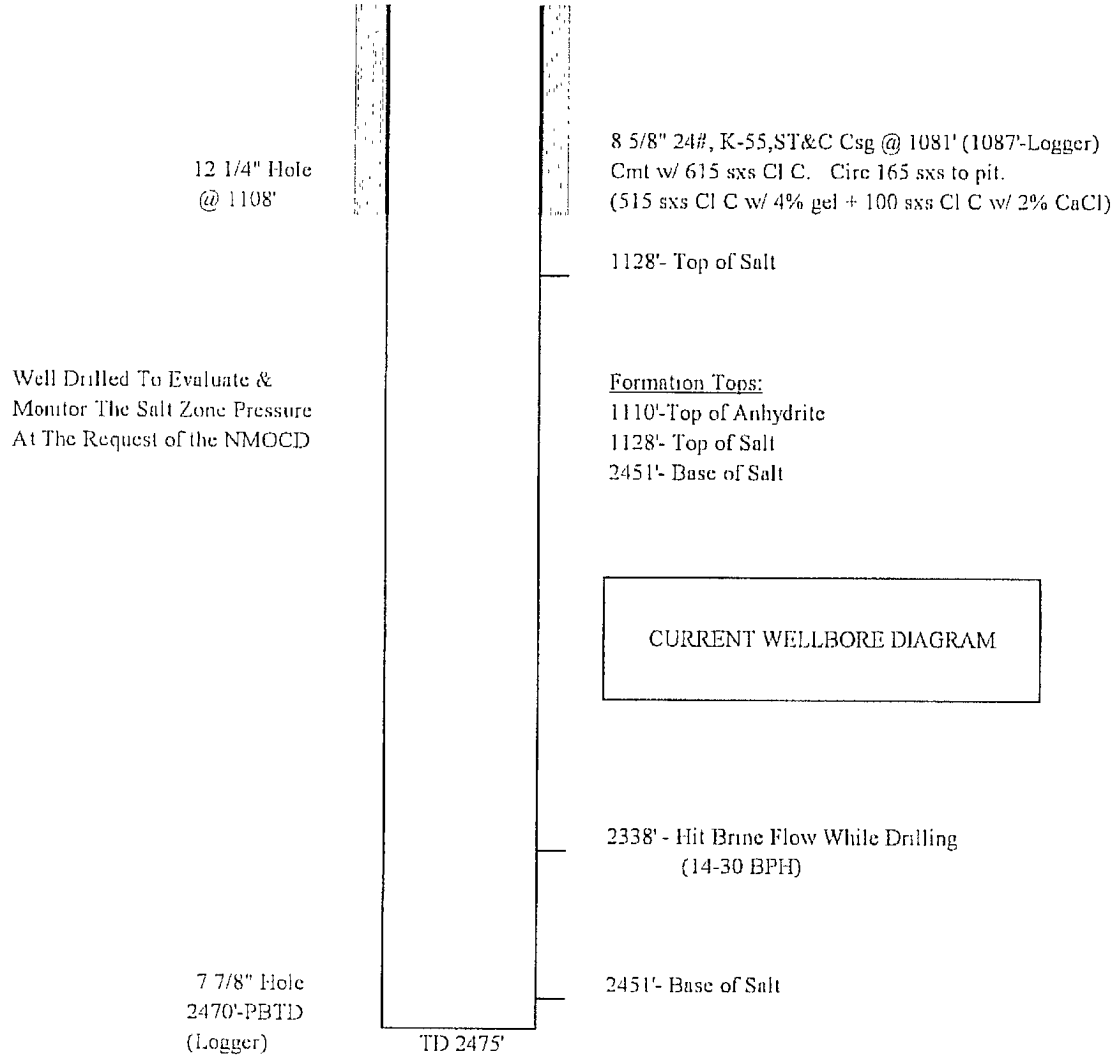 12 1/4" Hole
@ 1108'
8 5/8" 24#, K-55,ST&C Csg @ 1081' (1087'-Logger)
Cmt w/ 615 sxs Cl C. Circ 165 sxs to pit.
(515 sxs Cl C w/ 4% gel + 100 sxs Cl C w/ 2% CaCl)
1128'- Top of Salt
Well Drilled To Evaluate &
Monitor The Salt Zone Pressure
At The Request of the NMOCD
Formation Tops:
1110'-Top of Anhydrite
1128'- Top of Salt
2451'- Base of Salt
CURRENT WELLBORE DIAGRAM
2338' - Hit Brine Flow While Drilling
(14-30 BPH)
7 7/8" Hole
2470'-PBTD
(Logger)
2451'- Base of Salt
TD 2475'